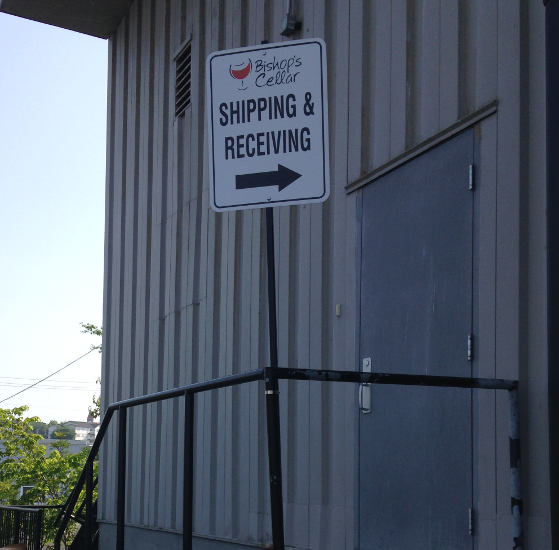 Bishop's
Cellar
SHIPPING &
RECEIVING